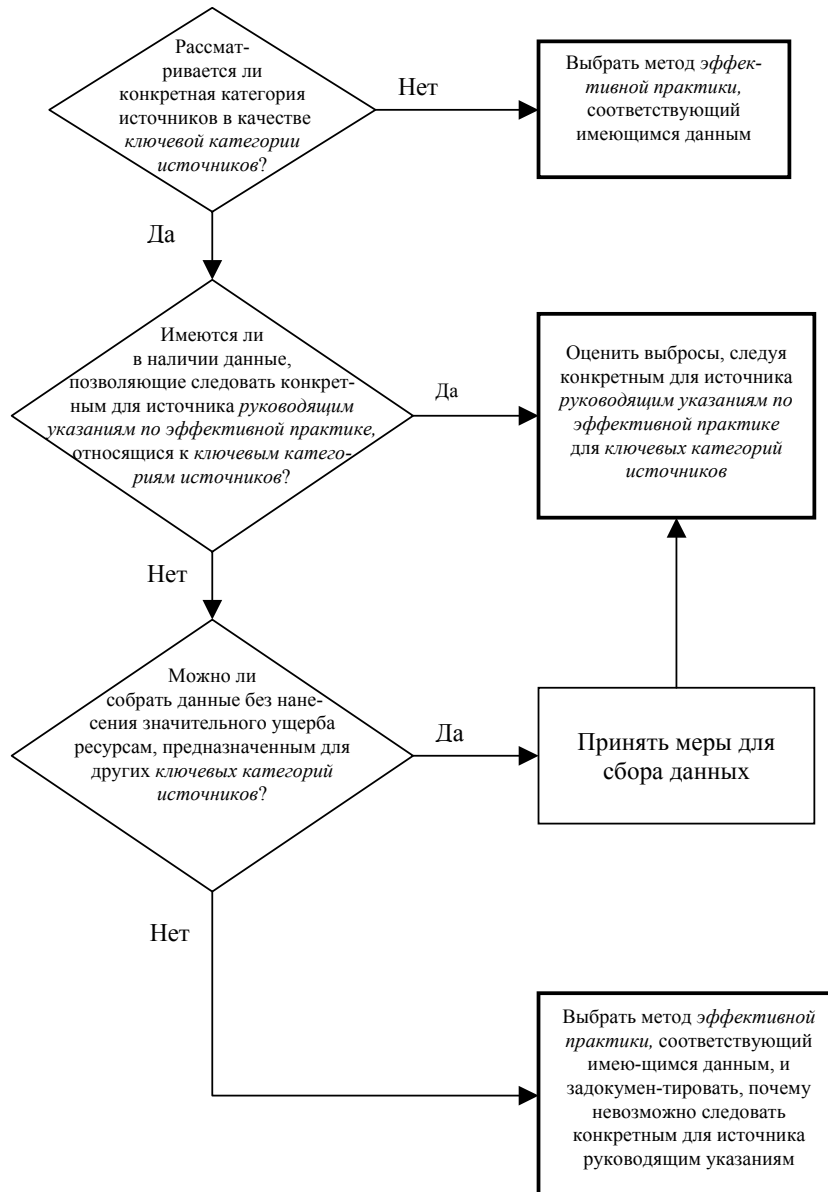 Рассмат-
ривается ли
конкретная категория
источников в качестве
ключевой категории
источников?
Нет
Выбрать метод эффек-
тивной практики,
соответствующий
имеющимся данным
Да
Имеются ли
в наличии данные,
позволяющие следовать конкрет-
ным для источника руководящим
указаниям по эффективной практике,
относящися к ключевым катего-
риям источников?
Да
Оценить выбросы, следуя
конкретным для источника
руководящим указаниям по
эффективной практике
для ключевых категорий
источников
Нет
Можно ли
собрать данные без нане-
сения значительного ущерба
ресурсам, предназначенным для
других ключевых категорий
источников?
Да
Принять меры для
сбора данных
Нет
Выбрать метод эффективной
практики, соответствующий
имею-щимся данным, и
задокумен-тировать, почему
невозможно следовать
конкретным для источника
руководящим указаниям